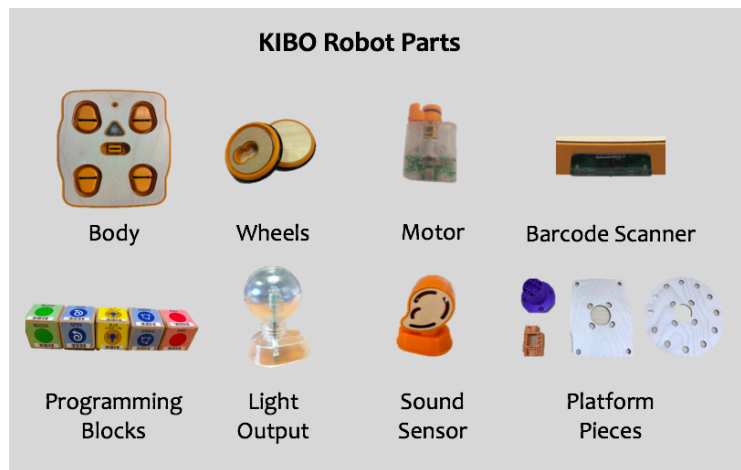 KIBO Robot Parts
Body
Wheels
Motor
Barcode Scanner
Programming
Blocks
Light
Output
Sound
Sensor
Platform
Pieces